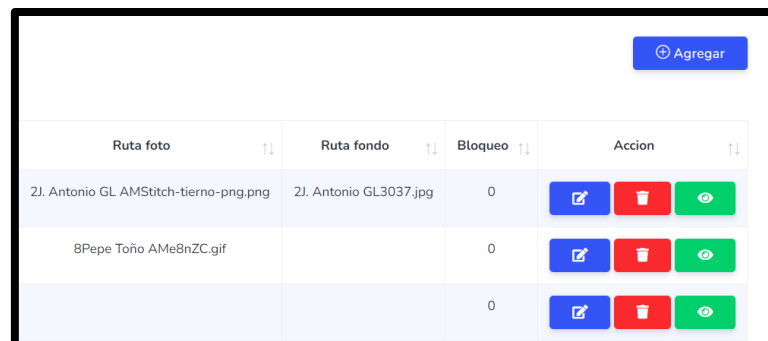 Agregar
Ruta foto Ruta fondo Bloqueo Accion
2J. Antonio GL AMStitch-tierno-png.png 2J. Antonio GL3037.jpg 0
8Pepe Toño AMe8nZC.gif 0
0